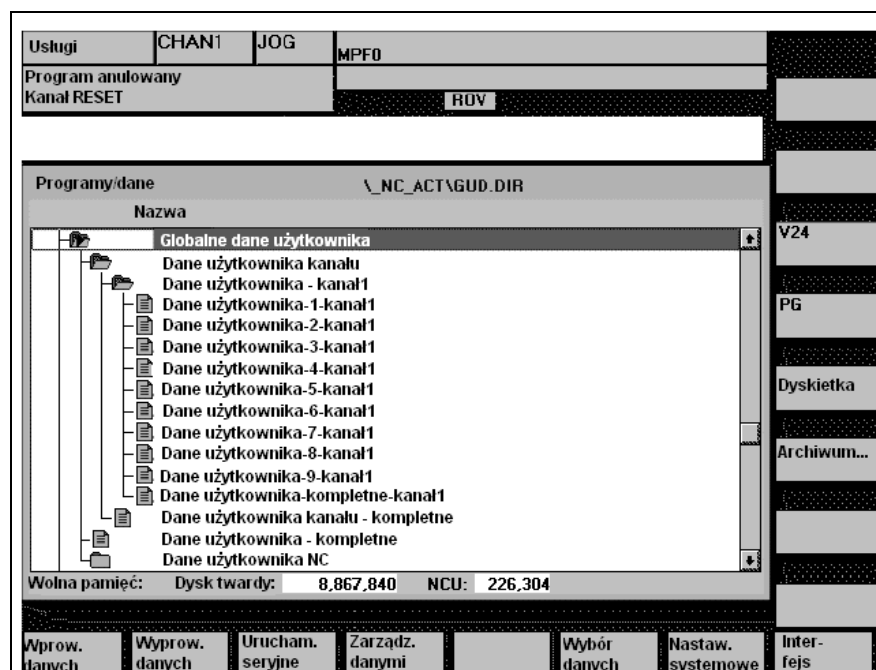 Usługi CHAN1 JOG MPF0
Program anulowany
Kanał RESET
ROV
Programy/dane \_NC_ACT\GUD.DIR
Nazwa
Globalne dane użytkownika
Dane użytkownika kanału
Dane użytkownika - kanał1
Dane użytkownika-1-kanał1
Dane użytkownika-2-kanał1
Dane użytkownika-3-kanał1
Dane użytkownika-4-kanał1
Dane użytkownika-5-kanał1
Dane użytkownika-6-kanał1
Dane użytkownika-7-kanał1
Dane użytkownika-8-kanał1
Dane użytkownika-9-kanał1
Dane użytkownika-kompletne-kanał1
Dane użytkownika kanału - kompletne
Dane użytkownika - kompletne
Dane użytkownika NC
Wolna pamięć: Dysk twardy: 8,867,840 NCU: 226,304
V24
PG
Dyskietka
Archiwum...
Wprow. danych
Wyprow. danych
Urucham. seryjne
Zarządz. danymi
Wybór danych
Nastaw. systemowe
Inter-
fejs